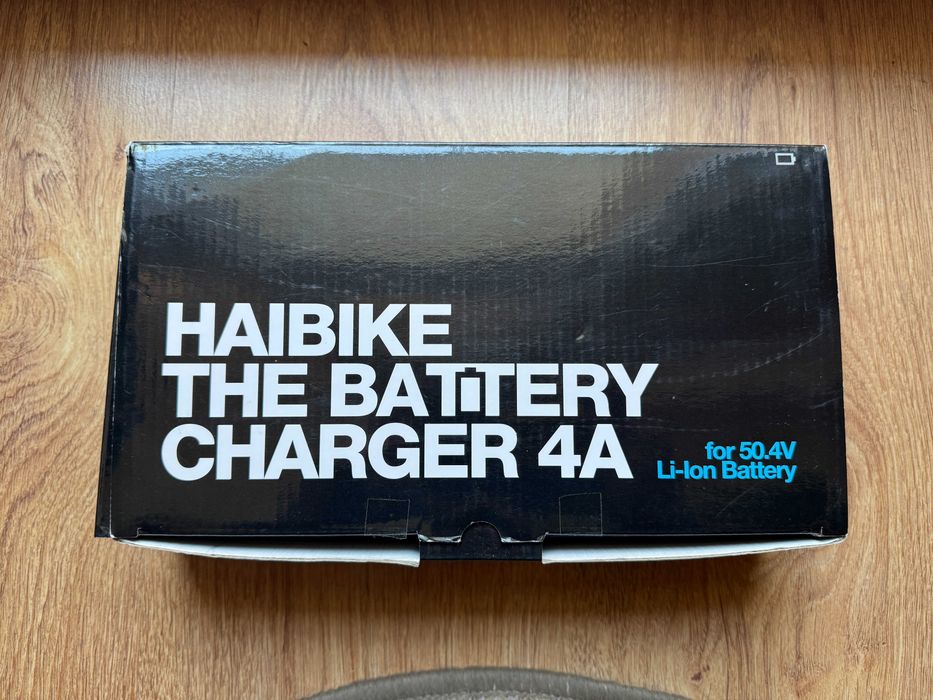 HAIBIKE
THE BATTERY
CHARGER 4A
for 50.4V
Li-Ion Battery